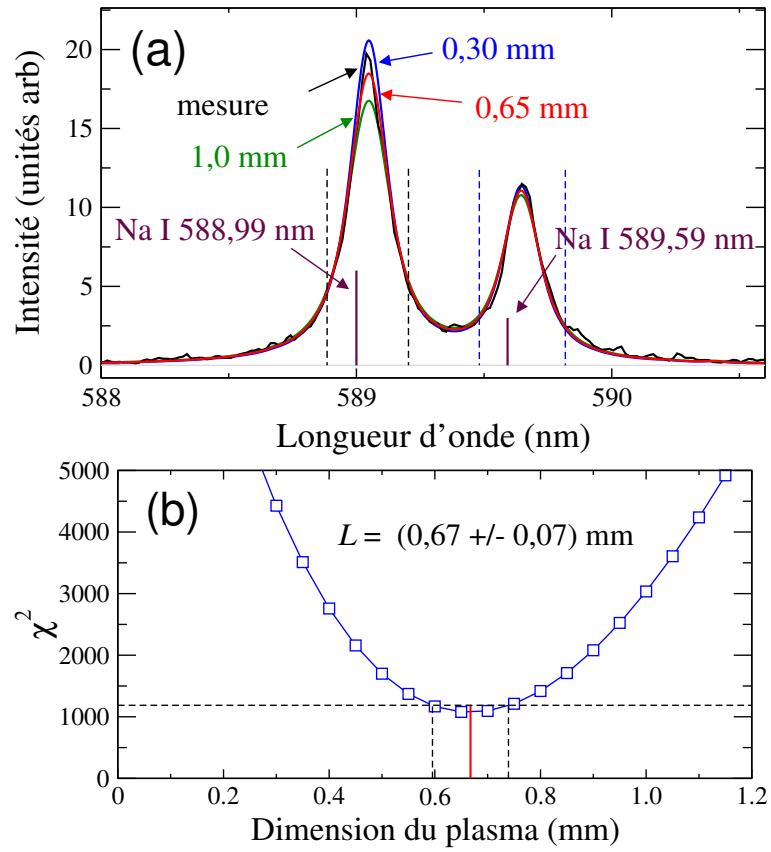 (a)
0,30 mm
mesure
0,65 mm
1,0 mm
Na I 588,99 nm
Na I 589,59 nm
20
15
10
5
0
Intensité (unités arb)
588
589
590
Longueur d'onde (nm)
(b)
L = (0,67 +/- 0,07) mm
5000
4000
3000
2000
1000
0
χ²
0
0.2
0.4
0.6
0.8
1.0
1.2
Dimension du plasma (mm)